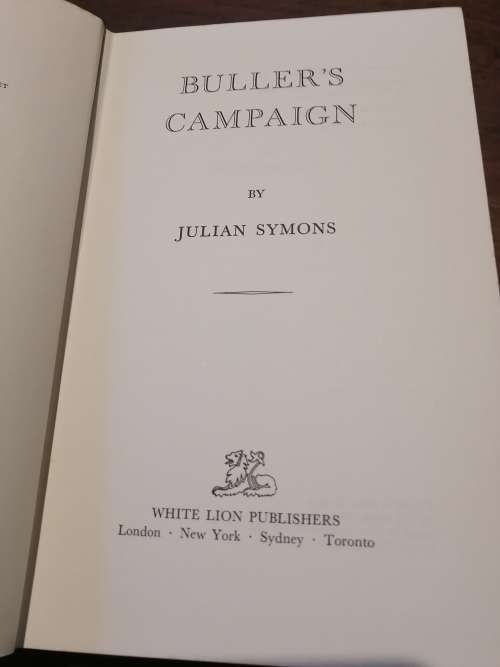 BULLER'S
CAMPAIGN
BY
JULIAN SYMONS
WHITE LION PUBLISHERS
London · New York · Sydney · Toronto